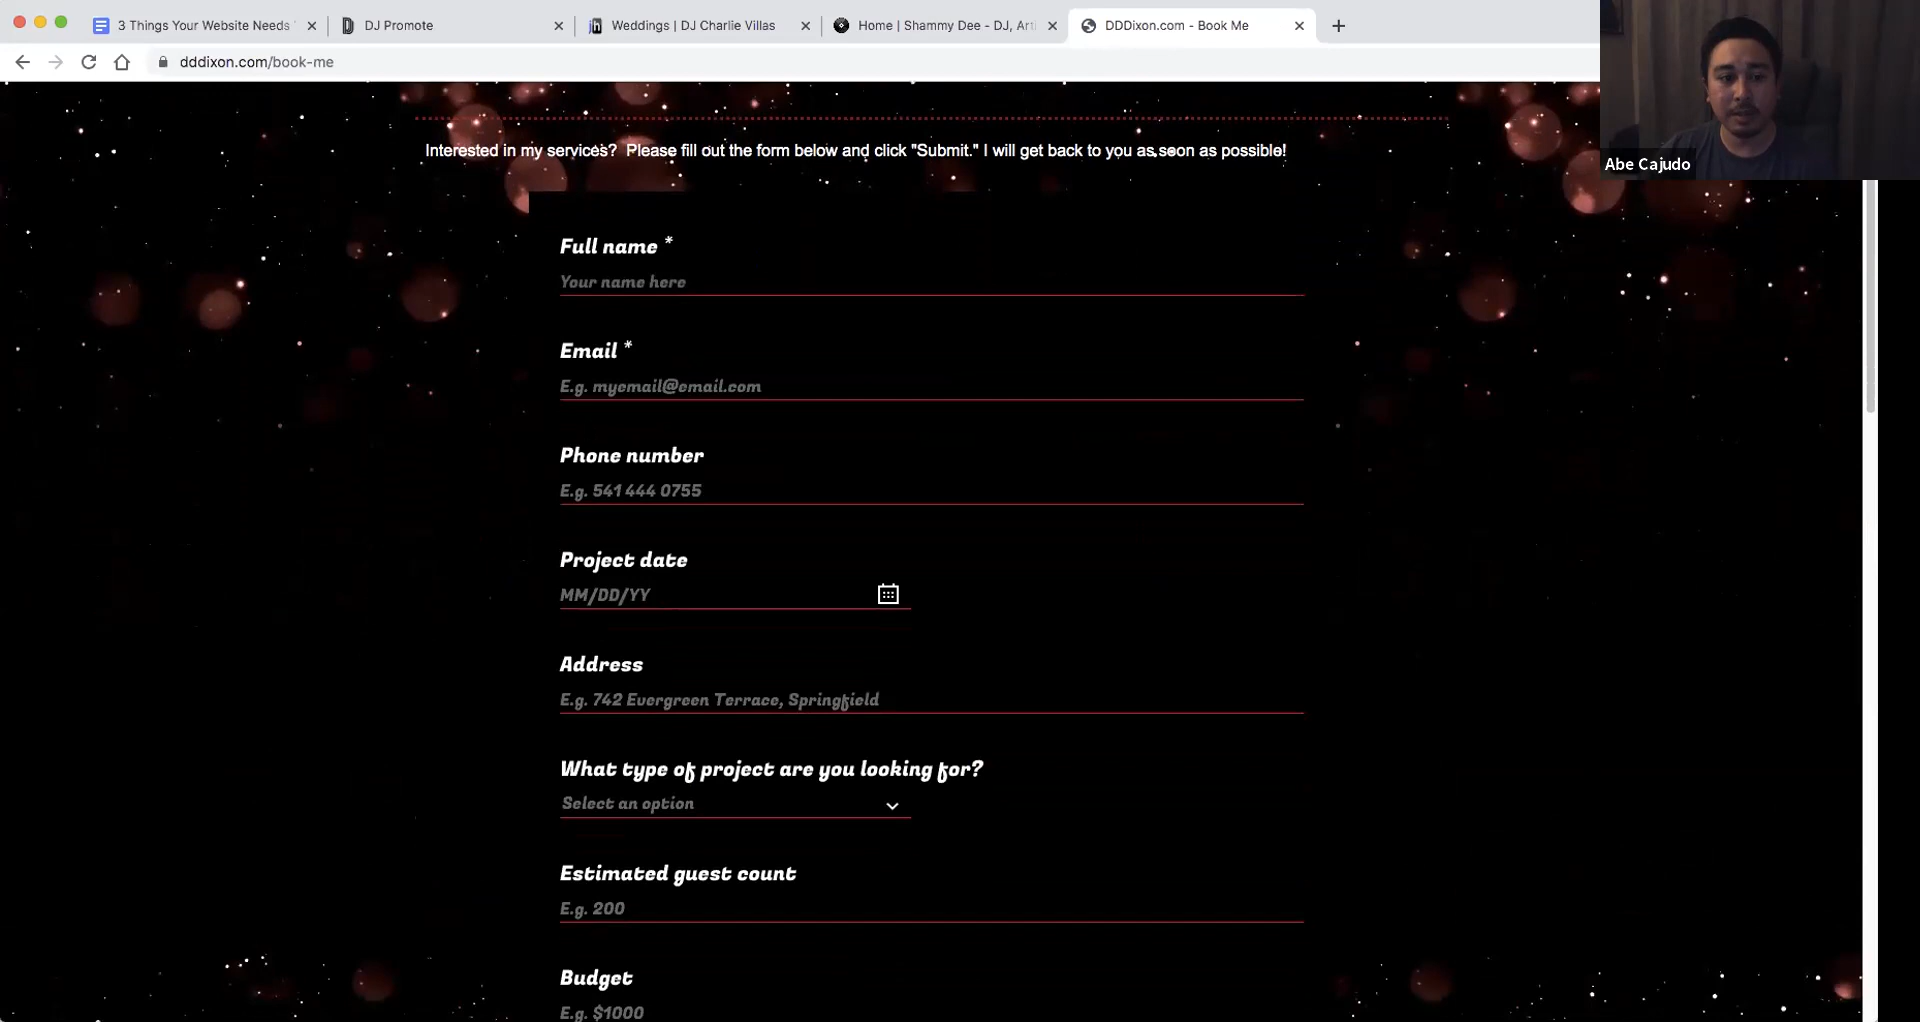 3 Things Your Website Needs
DJ Promote
Weddings | DJ Charlie Villas
Home | Shammy Dee - DJ, Arti
DDDixon.com - Book Me
dddixon.com/book-me
Abe Cajudo
Interested in my services? Please fill out the form below and click "Submit." I will get back to you as soon as possible!
Full name *
Your name here
Email *
E.g. myemail@email.com
Phone number
E.g. 541 444 0755
Project date
MM/DD/YY
Address
E.g. 742 Evergreen Terrace, Springfield
What type of project are you looking for?
Select an option
Estimated guest count
E.g. 200
Budget
E.g. $1000